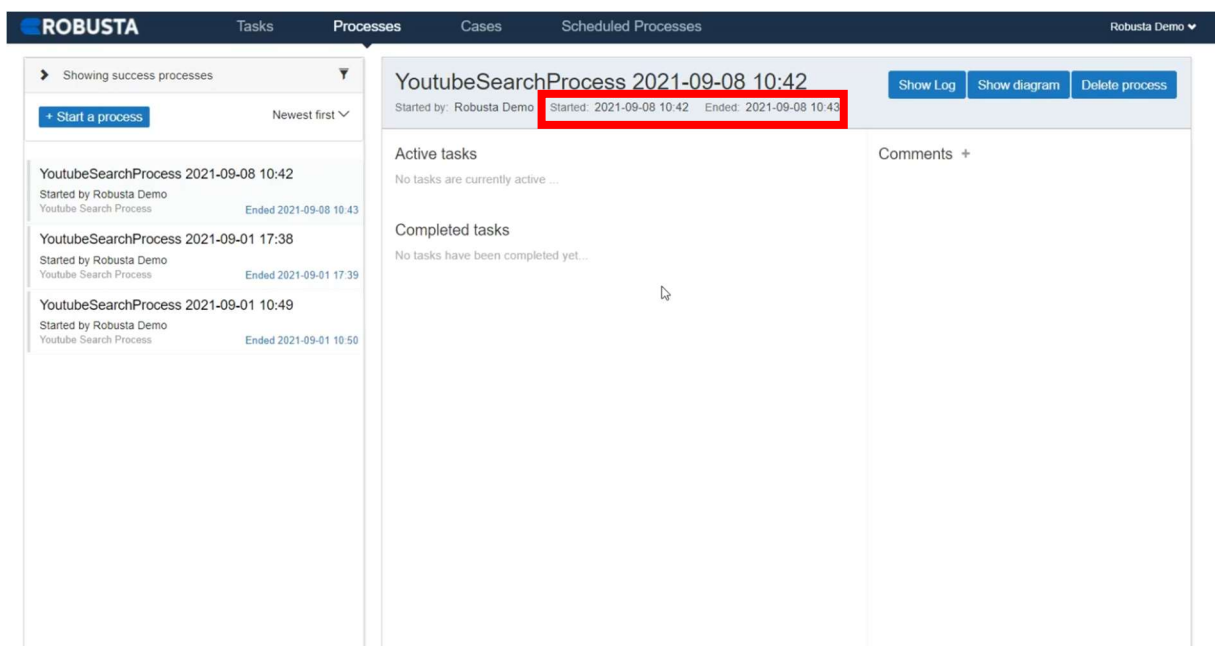 ROBUSTA Tasks Processes Cases Scheduled Processes Robusta Demo
Showing success processes
+ Start a process Newest first
YoutubeSearchProcess 2021-09-08 10:42
Started by Robusta Demo
Youtube Search Process Ended 2021-09-08 10:43
YoutubeSearchProcess 2021-09-01 17:38
Started by Robusta Demo
Youtube Search Process Ended 2021-09-01 17:39
YoutubeSearchProcess 2021-09-01 10:49
Started by Robusta Demo
Youtube Search Process Ended 2021-09-01 10:50
YoutubeSearchProcess 2021-09-08 10:42
Started by: Robusta Demo Started: 2021-09-08 10:42 Ended: 2021-09-08 10:43
Show Log Show diagram Delete process
Active tasks
No tasks are currently active ...
Completed tasks
No tasks have been completed yet...
Comments +